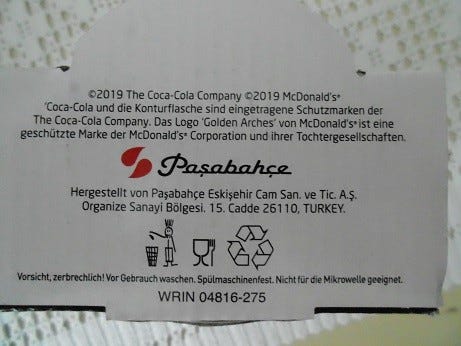 ©2019 The Coca-Cola Company ©2019 McDonald's®
'Coca-Cola und die Konturflasche sind eingetragene Schutzmarken der
The Coca-Cola Company. Das Logo 'Golden Arches' von McDonald's® ist eine
geschützte Marke der McDonald's® Corporation und ihrer Tochtergesellschaften.
Paşabahçe
Hergestellt von Paşabahçe Eskişehir Cam San. ve Tic. A.Ş.
Organize Sanayi Bölgesi. 15. Cadde 26110, TURKEY.
Vorsicht, zerbrechlich! Vor Gebrauch waschen. Spülmaschinenfest. Nicht für die Mikrowelle geeignet.
WRIN 04816-275